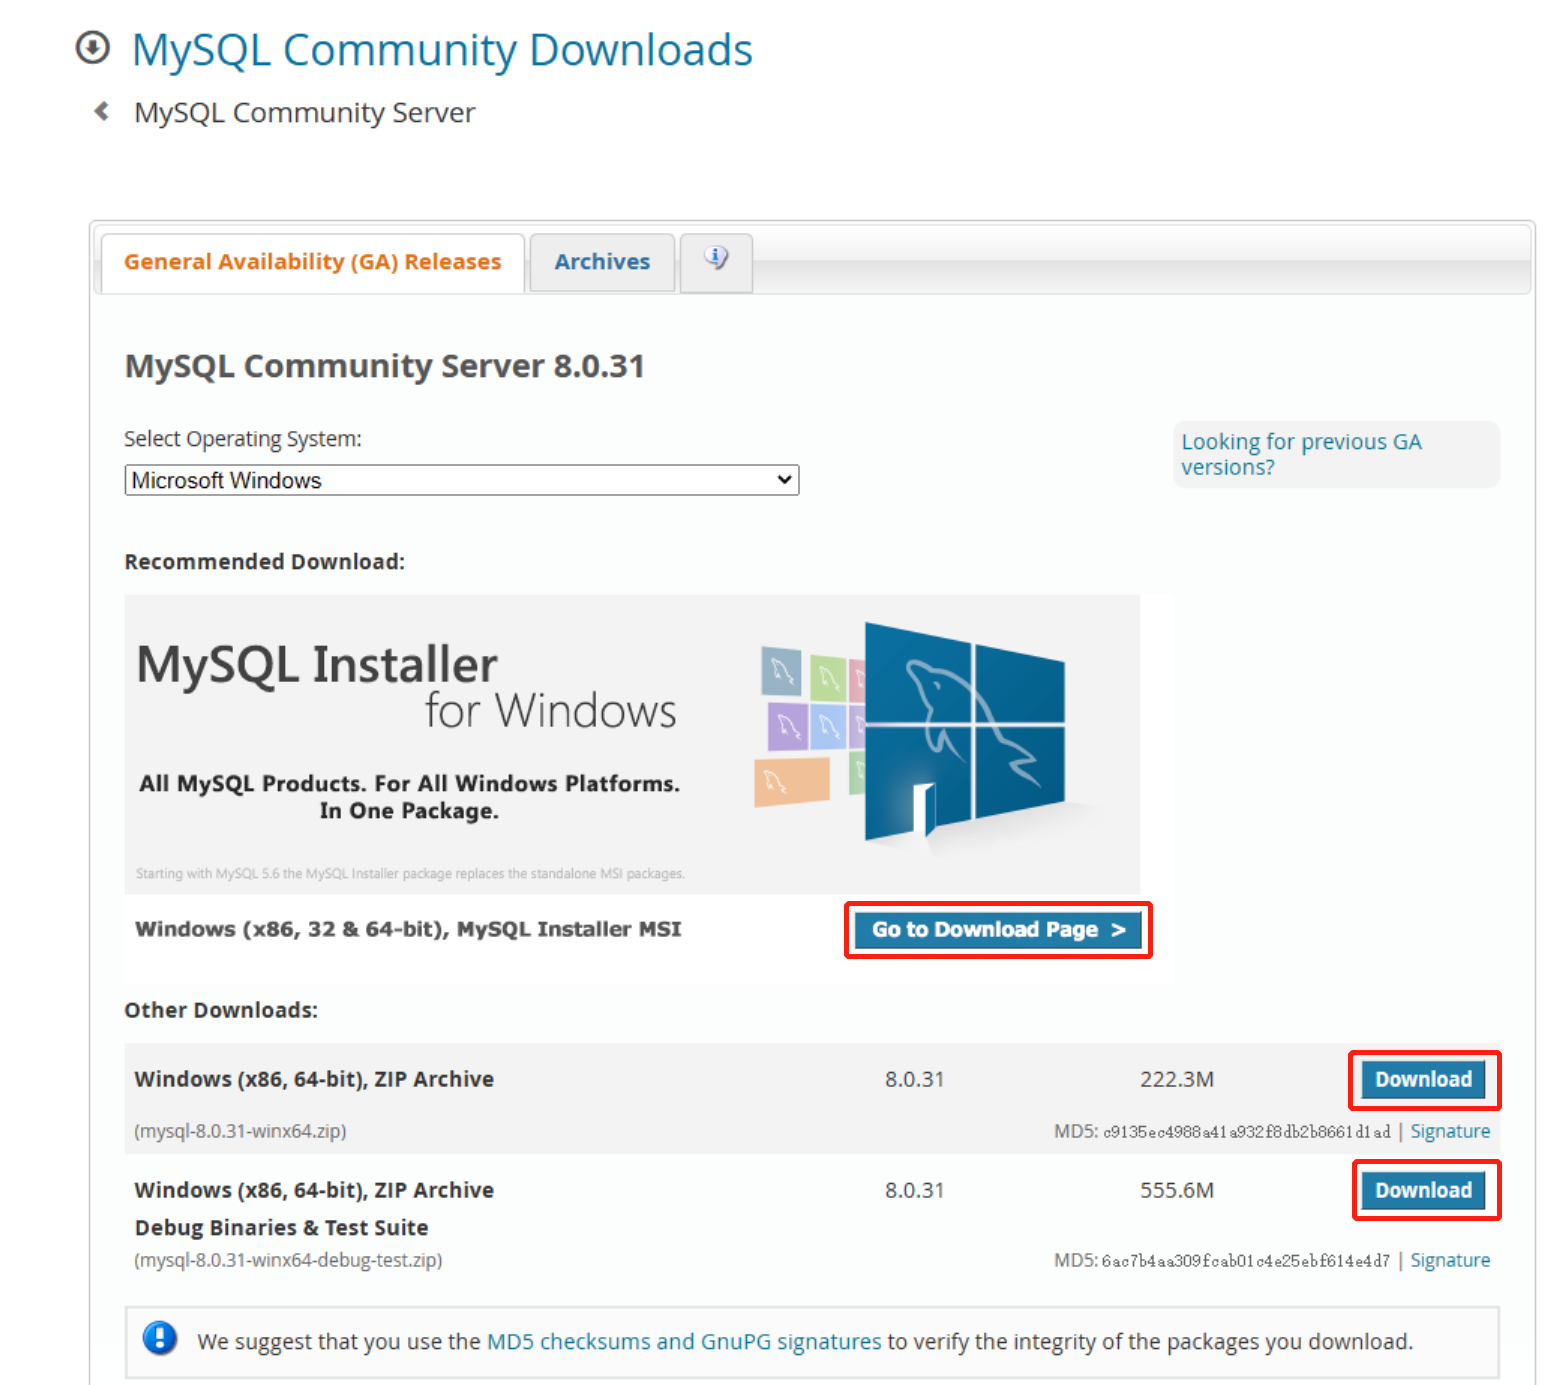 MySQL Community Downloads
MySQL Community Server
General Availability (GA) Releases
Archives
MySQL Community Server 8.0.31
Select Operating System:
Looking for previous GA
versions?
Microsoft Windows
Recommended Download:
MySQL Installer
for Windows
All MySQL Products. For All Windows Platforms.
In One Package.
Starting with MySQL 5.6 the MySQL Installer package replaces the standalone MSI packages.
Windows (x86, 32 & 64-bit), MySQL Installer MSI
Go to Download Page >
Other Downloads:
Windows (x86, 64-bit), ZIP Archive 8.0.31 222.3M Download
(mysql-8.0.31-winx64.zip) MD5: c9135ec4988a41a932f8db2b8661d1ad | Signature
Windows (x86, 64-bit), ZIP Archive 8.0.31 555.6M Download
Debug Binaries & Test Suite
(mysql-8.0.31-winx64-debug-test.zip) MD5: 6ac7b4aa309fcab01c4e25ebf614e4d7 | Signature
We suggest that you use the MD5 checksums and GnuPG signatures to verify the integrity of the packages you download.